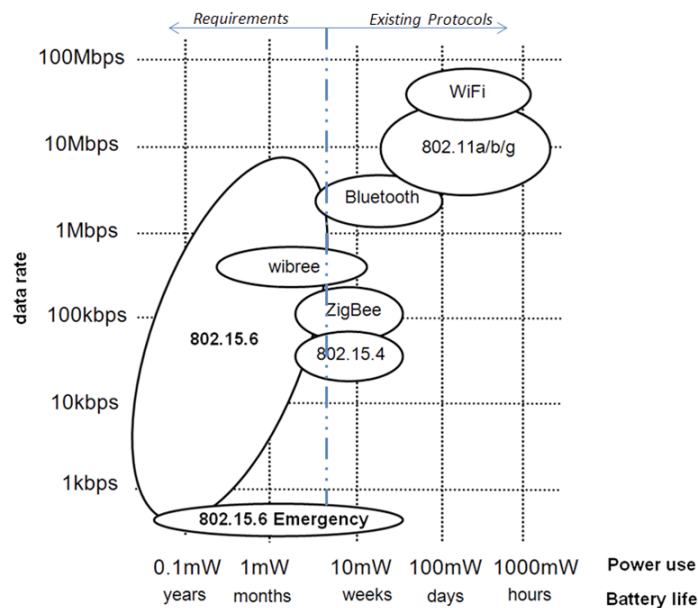 Requirements Existing Protocols
100Mbps
WiFi
10Mbps
802.11a/b/g
Bluetooth
1Mbps
wibree
data rate
ZigBee
100kbps
802.15.6
802.15.4
10kbps
1kbps
802.15.6 Emergency
0.1mW 1mW 10mW 100mW 1000mW Power use
years months weeks days hours Battery life